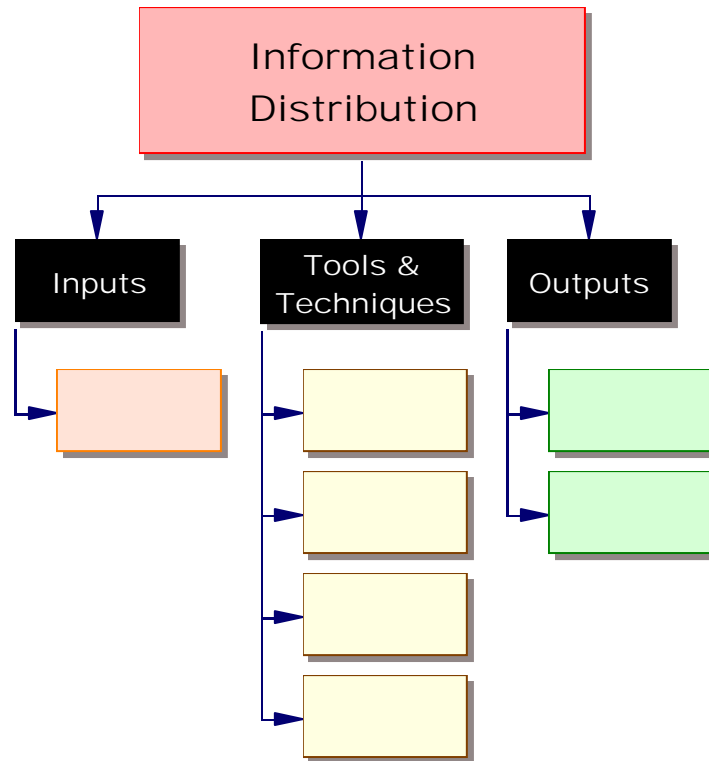 Information
Distribution
Inputs
Tools &
Techniques
Outputs